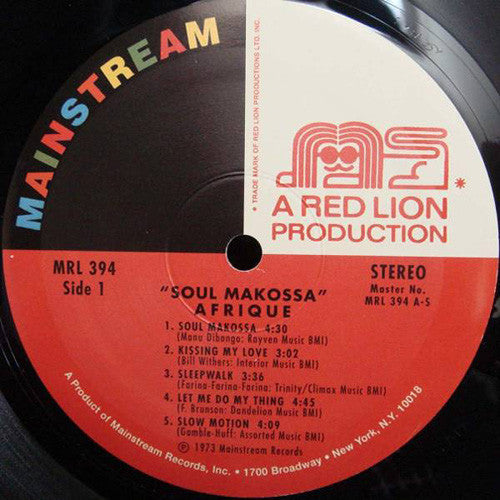 MAINSTREAM
* TRADE MARK OF RED LION PRODUCTIONS LTD. INC.
A RED LION
PRODUCTION
MRL 394
Side 1
STEREO
Master No.
MRL 394 A-S
"SOUL MAKOSSA"
AFRIQUE
1. SOUL MAKOSSA 4:30
(Manu Dibango: Rayven Music BMI)
2. KISSING MY LOVE 3:02
(Bill Withers: Interior Music BMI)
3. SLEEPWALK 3:36
(Farina-Farina-Farina: Trinity/Climax Music BMI)
4. LET ME DO MY THING 4:45
(F. Brunson: Dandelion Music BMI)
5. SLOW MOTION 4:09
(Gamble-Huff: Assorted Music BMI)
℗ 1973 Mainstream Records
A Product of Mainstream Records, Inc. • 1700 Broadway • New York, N.Y. 10018